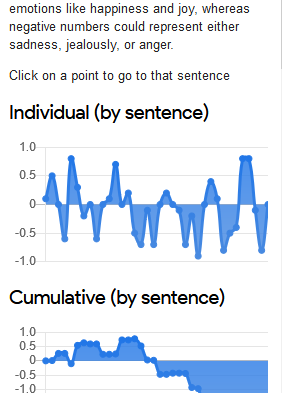 emotions like happiness and joy, whereas
negative numbers could represent either
sadness, jealously, or anger.
Click on a point to go to that sentence
Individual (by sentence)
1.0
0.5
0
-0.5
-1.0
Cumulative (by sentence)
1.0
0.5
0
-0.5
-1.0